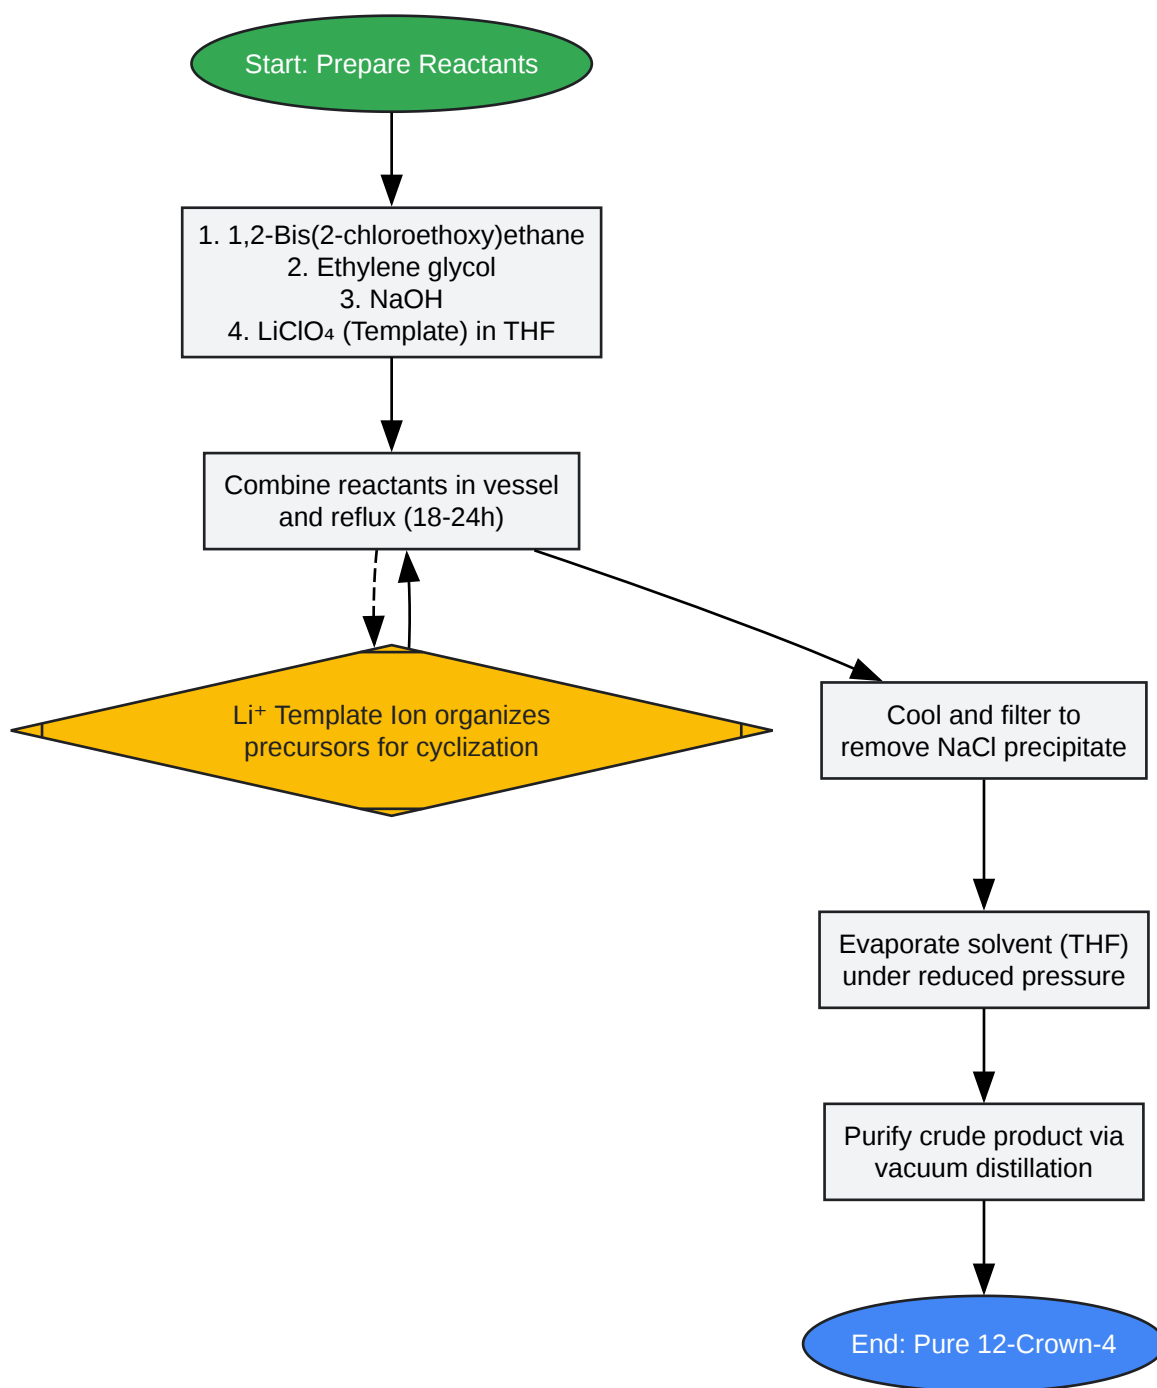 Start: Prepare Reactants
1. 1,2-Bis(2-chloroethoxy)ethane
2. Ethylene glycol
3. NaOH
4. LiClO₄ (Template) in THF
Combine reactants in vessel
and reflux (18-24h)
Li⁺ Template Ion organizes
precursors for cyclization
Cool and filter to
remove NaCl precipitate
Evaporate solvent (THF)
under reduced pressure
Purify crude product via
vacuum distillation
End: Pure 12-Crown-4